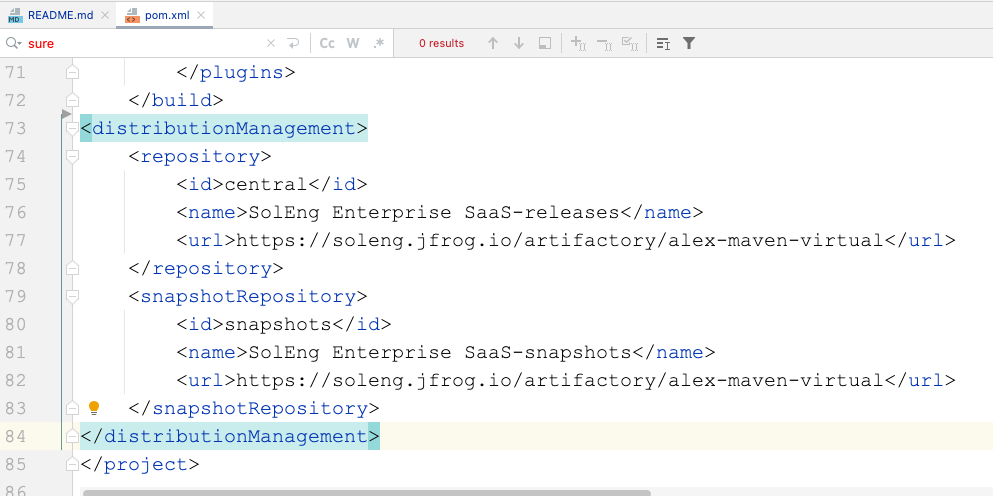 README.md pom.xml
sure Cc W .* 0 results
71 </plugins>
72 </build>
73 <distributionManagement>
74 <repository>
75 <id>central</id>
76 <name>SolEng Enterprise SaaS-releases</name>
77 <url>https://soleng.jfrog.io/artifactory/alex-maven-virtual</url>
78 </repository>
79 <snapshotRepository>
80 <id>snapshots</id>
81 <name>SolEng Enterprise SaaS-snapshots</name>
82 <url>https://soleng.jfrog.io/artifactory/alex-maven-virtual</url>
83 </snapshotRepository>
84 </distributionManagement>
85 </project>
86